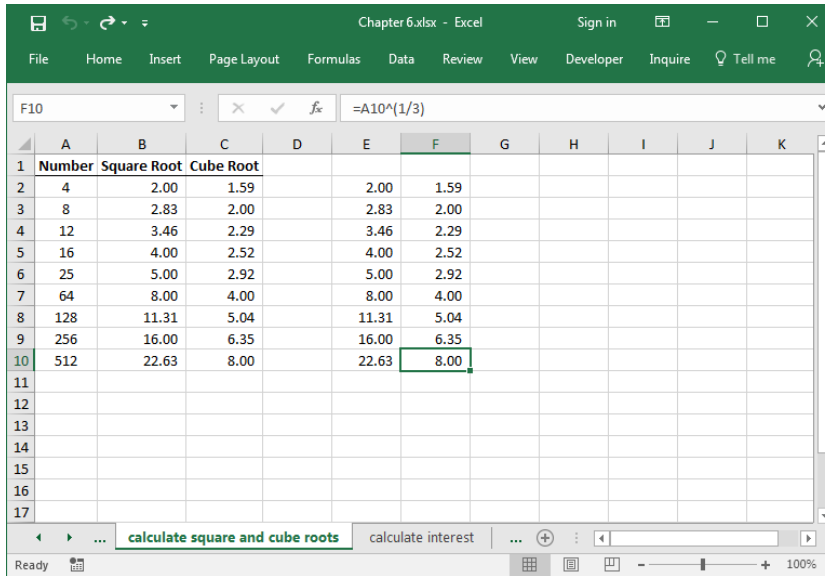 Chapter 6.xlsx - Excel Sign in
File Home Insert Page Layout Formulas Data Review View Developer Inquire Tell me
F10 fx =A10^(1/3)
A B C D E F G H I J K
1 Number Square Root Cube Root
2 4 2.00 1.59 2.00 1.59
3 8 2.83 2.00 2.83 2.00
4 12 3.46 2.29 3.46 2.29
5 16 4.00 2.52 4.00 2.52
6 25 5.00 2.92 5.00 2.92
7 64 8.00 4.00 8.00 4.00
8 128 11.31 5.04 11.31 5.04
9 256 16.00 6.35 16.00 6.35
10 512 22.63 8.00 22.63 8.00
11
12
13
14
15
16
17
... calculate square and cube roots calculate interest ...
Ready 100%